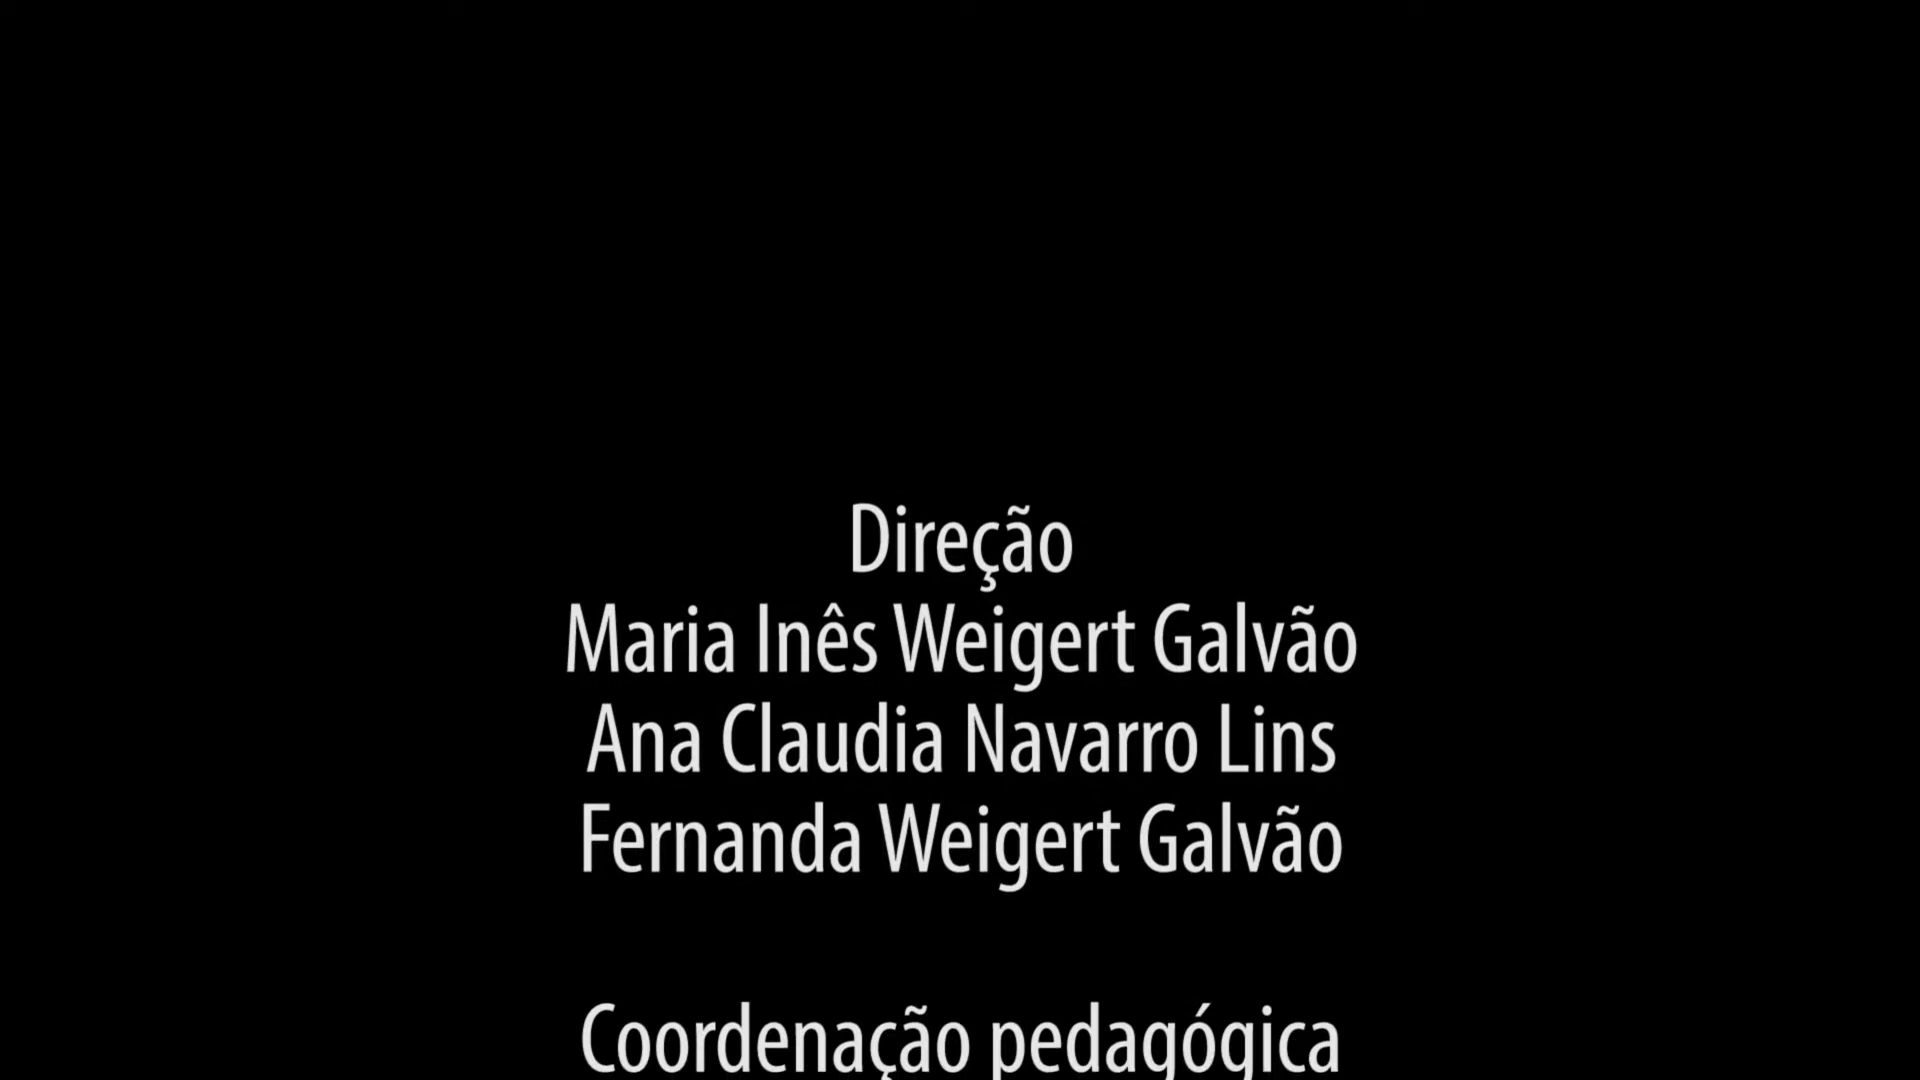 Direção
Maria Inês Weigert Galvão
Ana Claudia Navarro Lins
Fernanda Weigert Galvão
Coordenação pedagógica